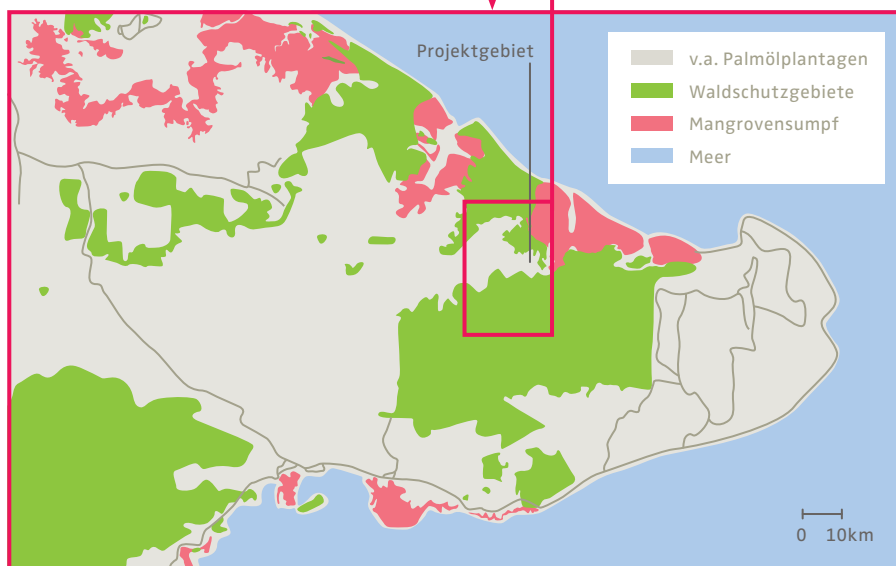 Projektgebiet
v.a. Palmölplantagen
Waldschutzgebiete
Mangrovensumpf
Meer
0 10km